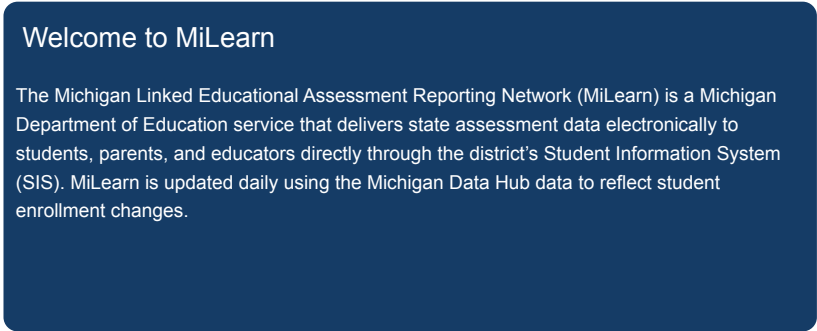 Welcome to MiLearn
The Michigan Linked Educational Assessment Reporting Network (MiLearn) is a Michigan
Department of Education service that delivers state assessment data electronically to
students, parents, and educators directly through the district’s Student Information System
(SIS). MiLearn is updated daily using the Michigan Data Hub data to reflect student
enrollment changes.